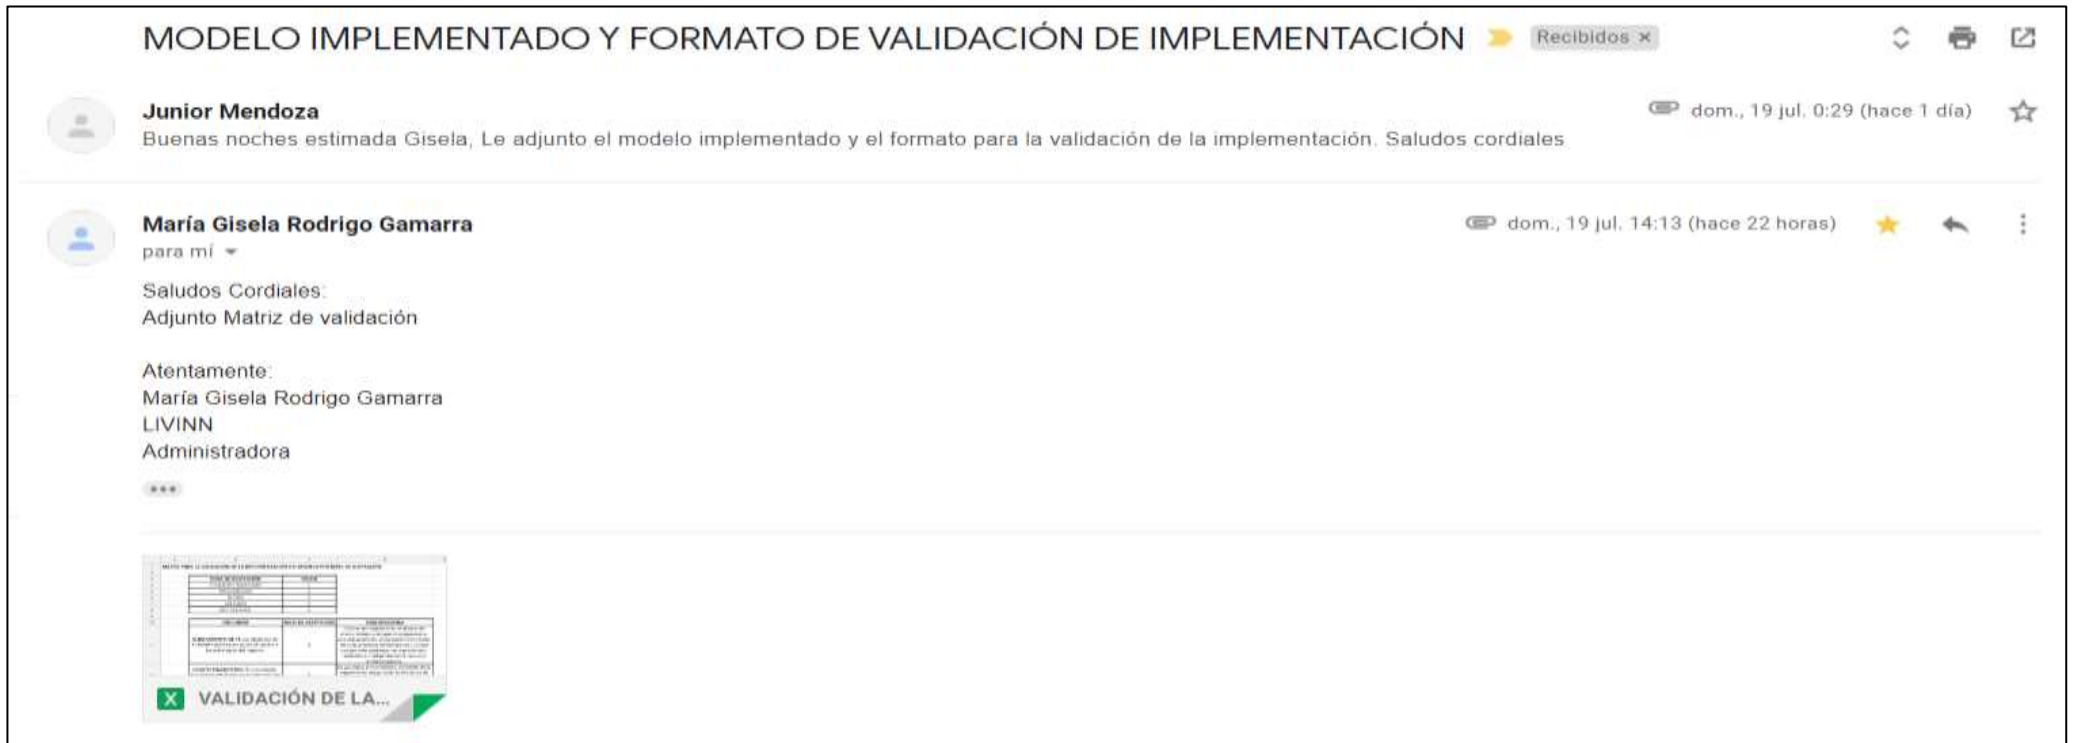 MODELO IMPLEMENTADO Y FORMATO DE VALIDACIÓN DE IMPLEMENTACIÓN Recibidos ×
Junior Mendoza dom., 19 jul. 0:29 (hace 1 día)
Buenas noches estimada Gisela, Le adjunto el modelo implementado y el formato para la validación de la implementación. Saludos cordiales
María Gisela Rodrigo Gamarra dom., 19 jul. 14:13 (hace 22 horas)
para mí
Saludos Cordiales:
Adjunto Matriz de validación
Atentamente:
María Gisela Rodrigo Gamarra
LIVINN
Administradora
X VALIDACIÓN DE LA...